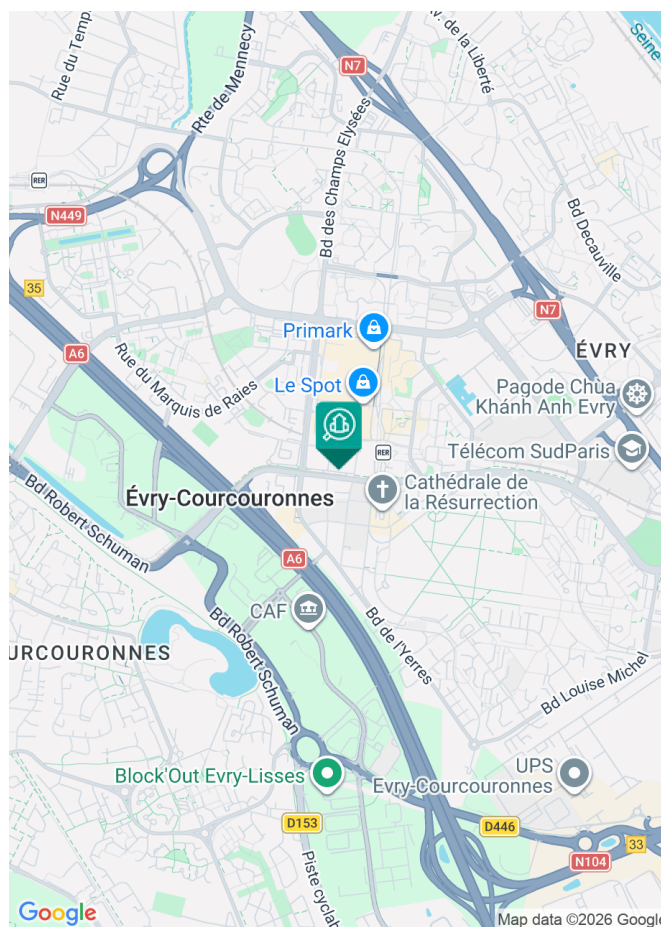 Seine
Av. de la Liberté
N7
Rue du Temp
Rte de Mennecy
Bd des Champs Elysées
RER
N449
Bd Decauville
35
N7
Primark
ÉVRY
A6
Rue du Marquis de Raies
Le Spot
Pagode Chùa
Khánh Anh Evry
Télécom SudParis
RER
Cathédrale de
la Résurrection
Évry-Courcouronnes
Bd Robert Schuman
A6
CAF
Bd de l'Yerres
Bd Robert Schuman
URCOURONNES
Bd Louise Michel
Block'Out Evry-Lisses
UPS
Evry-Courcouronnes
D153
D446
33
N104
Piste cyclab
Google
Map data ©2026 Google